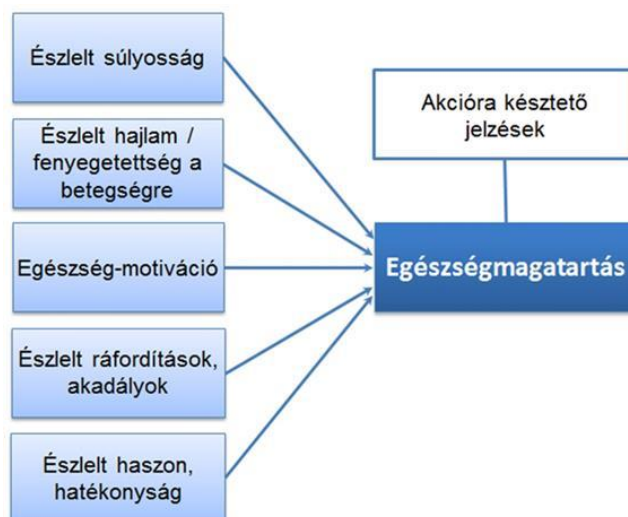 Észlelt súlyosság
Észlelt hajlam /
fenyegetettség a
betegségre
Egészség-motiváció
Észlelt ráfordítások,
akadályok
Észlelt haszon,
hatékonyság
Akcióra késztető
jelzések
Egészségmagatartás